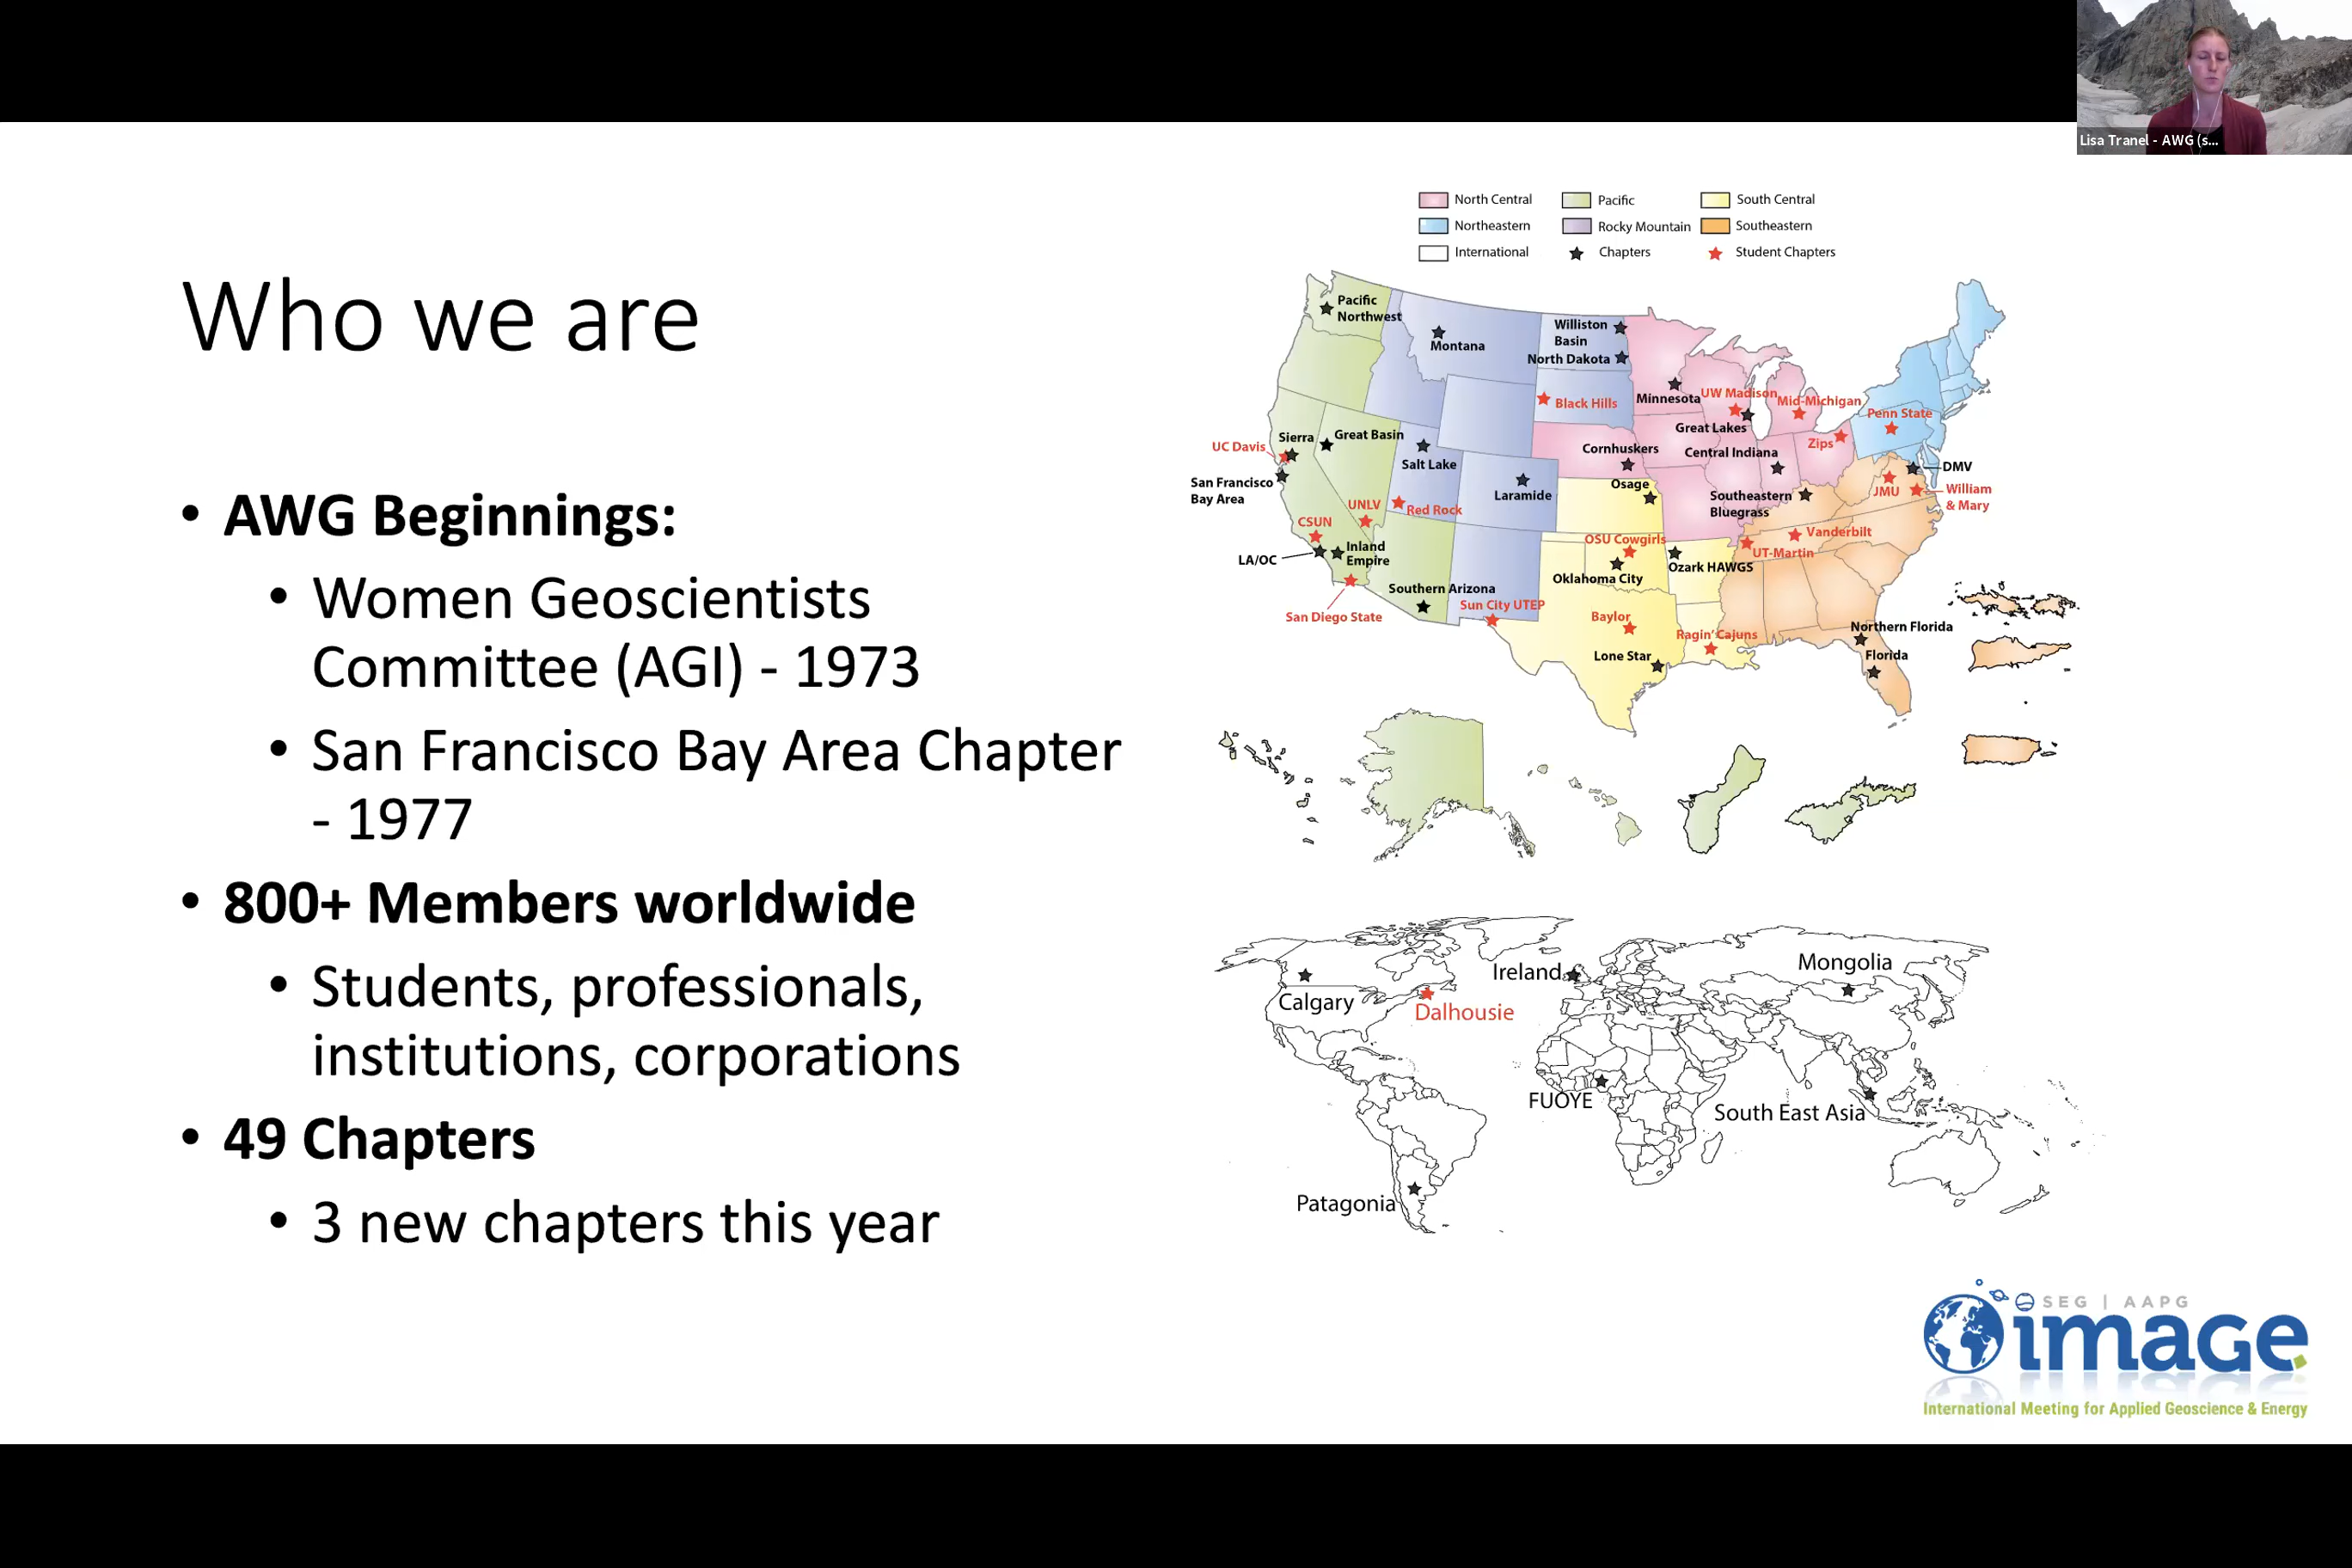 Lisa Tranel - AWG (s...
Who we are
• AWG Beginnings:
• Women Geoscientists
Committee (AGI) - 1973
• San Francisco Bay Area Chapter
- 1977
• 800+ Members worldwide
• Students, professionals,
institutions, corporations
• 49 Chapters
• 3 new chapters this year
North Central
Pacific
South Central
Northeastern
Rocky Mountain
Southeastern
International
Chapters
Student Chapters
Pacific
Northwest
Montana
Williston
Basin
North Dakota
Black Hills
Minnesota
UW Madison
Mid-Michigan
Great Lakes
Penn State
Zips
UC Davis
Sierra
Great Basin
Salt Lake
Cornhuskers
Central Indiana
DMV
San Francisco
Bay Area
Laramide
Osage
Southeastern
Bluegrass
JMU
William
& Mary
UNLV
Red Rock
CSUN
Vanderbilt
UT-Martin
LA/OC
Inland
Empire
OSU Cowgirls
Oklahoma City
Ozark HAWGS
Southern Arizona
San Diego State
Sun City UTEP
Baylor
Ragin' Cajuns
Lone Star
Northern Florida
Florida
Ireland
Mongolia
Calgary
Dalhousie
FUOYE
South East Asia
Patagonia
SEG | AAPG
image
International Meeting for Applied Geoscience & Energy